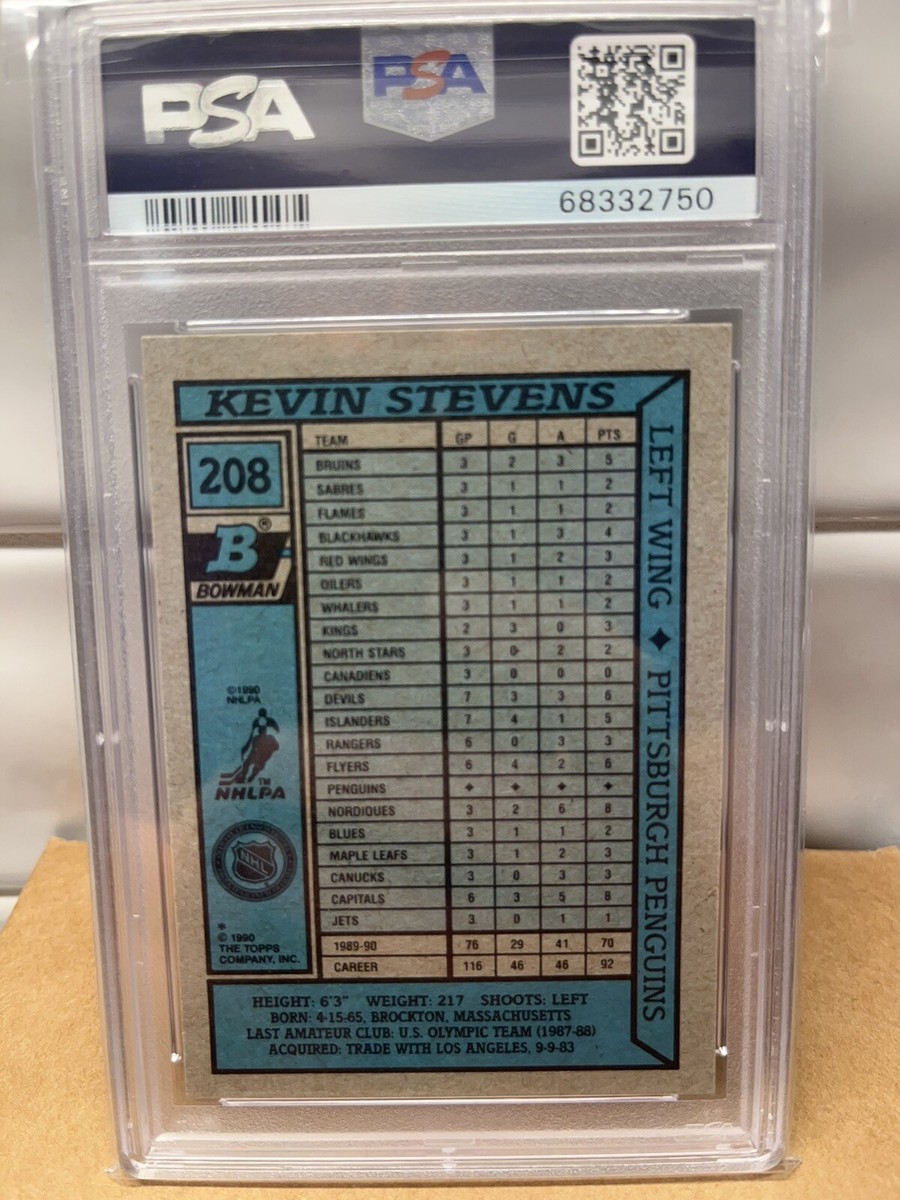 PSA
PSA
68332750
KEVIN STEVENS
208
B®
BOWMAN
©1990
NHLPA
TM
NHLPA
NHL
*
© 1990
THE TOPPS
COMPANY, INC.
TEAM GP G A PTS
BRUINS 3 2 3 5
SABRES 3 1 1 2
FLAMES 3 1 1 2
BLACKHAWKS 3 1 3 4
RED WINGS 3 1 2 3
OILERS 3 1 1 2
WHALERS 3 1 1 2
KINGS 2 3 0 3
NORTH STARS 3 0 2 2
CANADIENS 3 0 0 0
DEVILS 7 3 3 6
ISLANDERS 7 4 1 5
RANGERS 6 0 3 3
FLYERS 6 4 2 6
PENGUINS ♦ ♦ ♦ ♦
NORDIQUES 3 2 6 8
BLUES 3 1 1 2
MAPLE LEAFS 3 1 2 3
CANUCKS 3 0 3 3
CAPITALS 6 3 5 8
JETS 3 0 1 1
1989-90 76 29 41 70
CAREER 116 46 46 92
LEFT WING ♦ PITTSBURGH PENGUINS
HEIGHT: 6'3" WEIGHT: 217 SHOOTS: LEFT
BORN: 4-15-65, BROCKTON, MASSACHUSETTS
LAST AMATEUR CLUB: U.S. OLYMPIC TEAM (1987-88)
ACQUIRED: TRADE WITH LOS ANGELES, 9-9-83